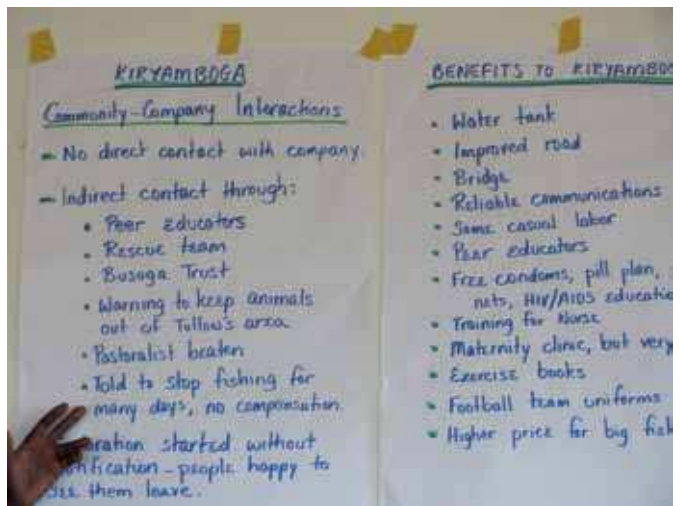 KIRYAMBOGA
Community-Company Interactions
- No direct contact with company.
- Indirect contact through:
• Peer educators
• Rescue team
• Busoga Trust
• Warning to keep animals
out of Tullow's area
• Pastoralist beaten
• Told to stop fishing for
many days, no compensation.
oration started without
notification - people happy to
see them leave.
BENEFITS TO KIRYAMBOG
• Water tank
• Improved road
• Bridge
• Reliable communications
• Some casual labor
• Peer educators
• Free condoms, pill plan,
nets, HIV/AIDS educatio
• Training for Nurse
• Maternity clinic, but very
• Exercise books
• Football team uniforms
• Higher price for big fish